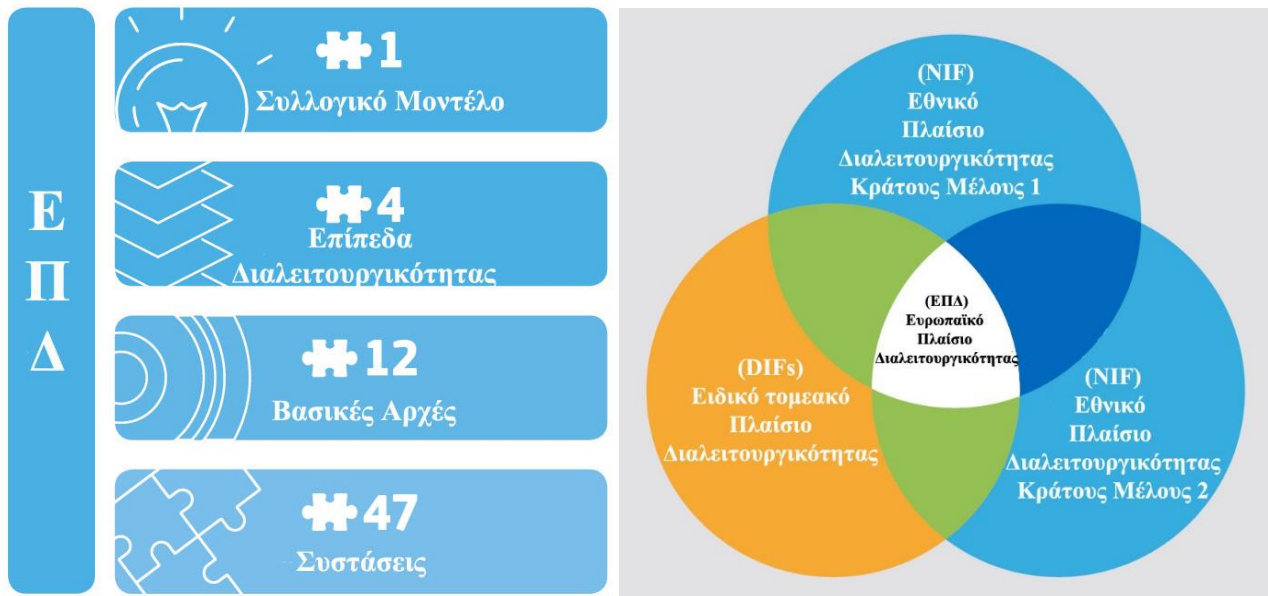 Ε
Π
Δ
1
Συλλογικό Μοντέλο
4
Επίπεδα
Διαλειτουργικότητας
12
Βασικές Αρχές
47
Συστάσεις
(NIF)
Εθνικό
Πλαίσιο
Διαλειτουργικότητας
Κράτους Μέλους 1
(ΕΠΔ)
Ευρωπαϊκό
Πλαίσιο
Διαλειτουργικότητας
(DIFs)
Ειδικό τομεακό
Πλαίσιο
Διαλειτουργικότητας
(NIF)
Εθνικό
Πλαίσιο
Διαλειτουργικότητας
Κράτους Μέλους 2